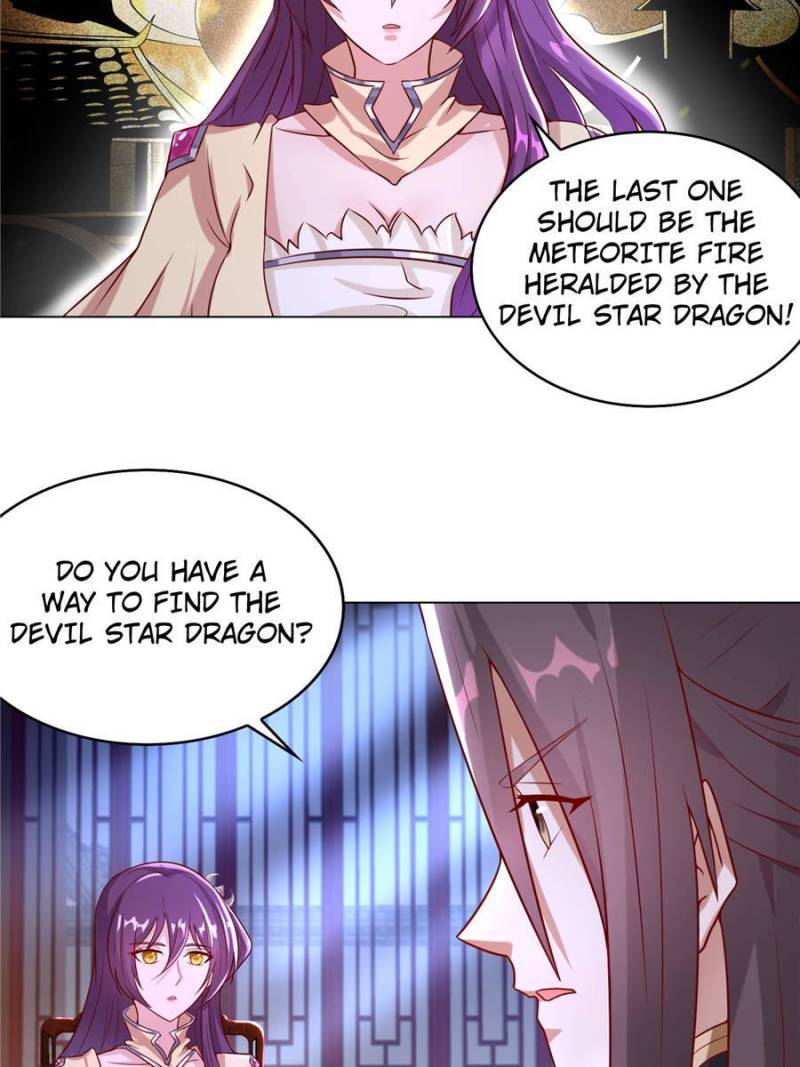 THE LAST ONE
SHOULD BE THE
METEORITE FIRE
HERALDED BY THE
DEVIL STAR DRAGON!
DO YOU HAVE A
WAY TO FIND THE
DEVIL STAR DRAGON?